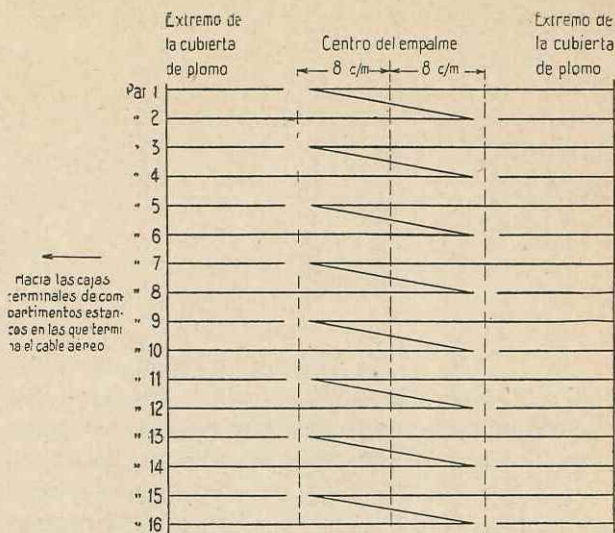 Extremo de
la cubierta
de plomo
Centro del empalme
8 c/m 8 c/m
Extremo de
la cubierta
de plomo
Par 1
" 2
" 3
" 4
" 5
" 6
" 7
" 8
" 9
" 10
" 11
" 12
" 13
" 14
" 15
" 16
Hacia las cajas
terminales de com-
partimentos estan-
cos en las que termi
na el cable aereo